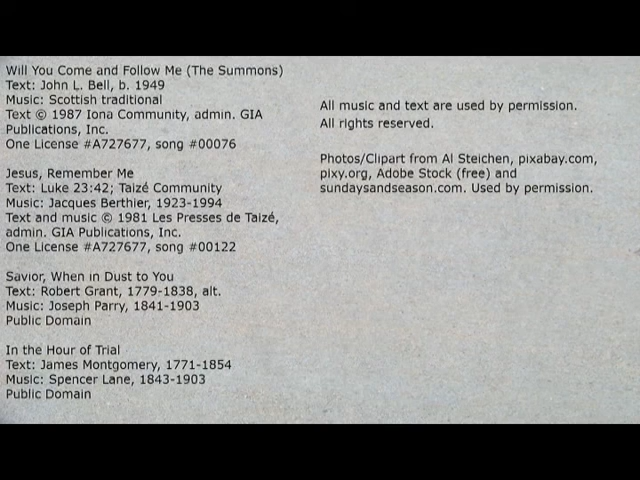 Will You Come and Follow Me (The Summons)
Text: John L. Bell, b. 1949
Music: Scottish traditional
Text © 1987 Iona Community, admin. GIA
Publications, Inc.
One License #A727677, song #00076
Jesus, Remember Me
Text: Luke 23:42; Taizé Community
Music: Jacques Berthier, 1923-1994
Text and music © 1981 Les Presses de Taizé,
admin. GIA Publications, Inc.
One License #A727677, song #00122
Savior, When in Dust to You
Text: Robert Grant, 1779-1838, alt.
Music: Joseph Parry, 1841-1903
Public Domain
In the Hour of Trial
Text: James Montgomery, 1771-1854
Music: Spencer Lane, 1843-1903
Public Domain
All music and text are used by permission.
All rights reserved.
Photos/Clipart from Al Steichen, pixabay.com,
pixy.org, Adobe Stock (free) and
sundaysandseason.com. Used by permission.